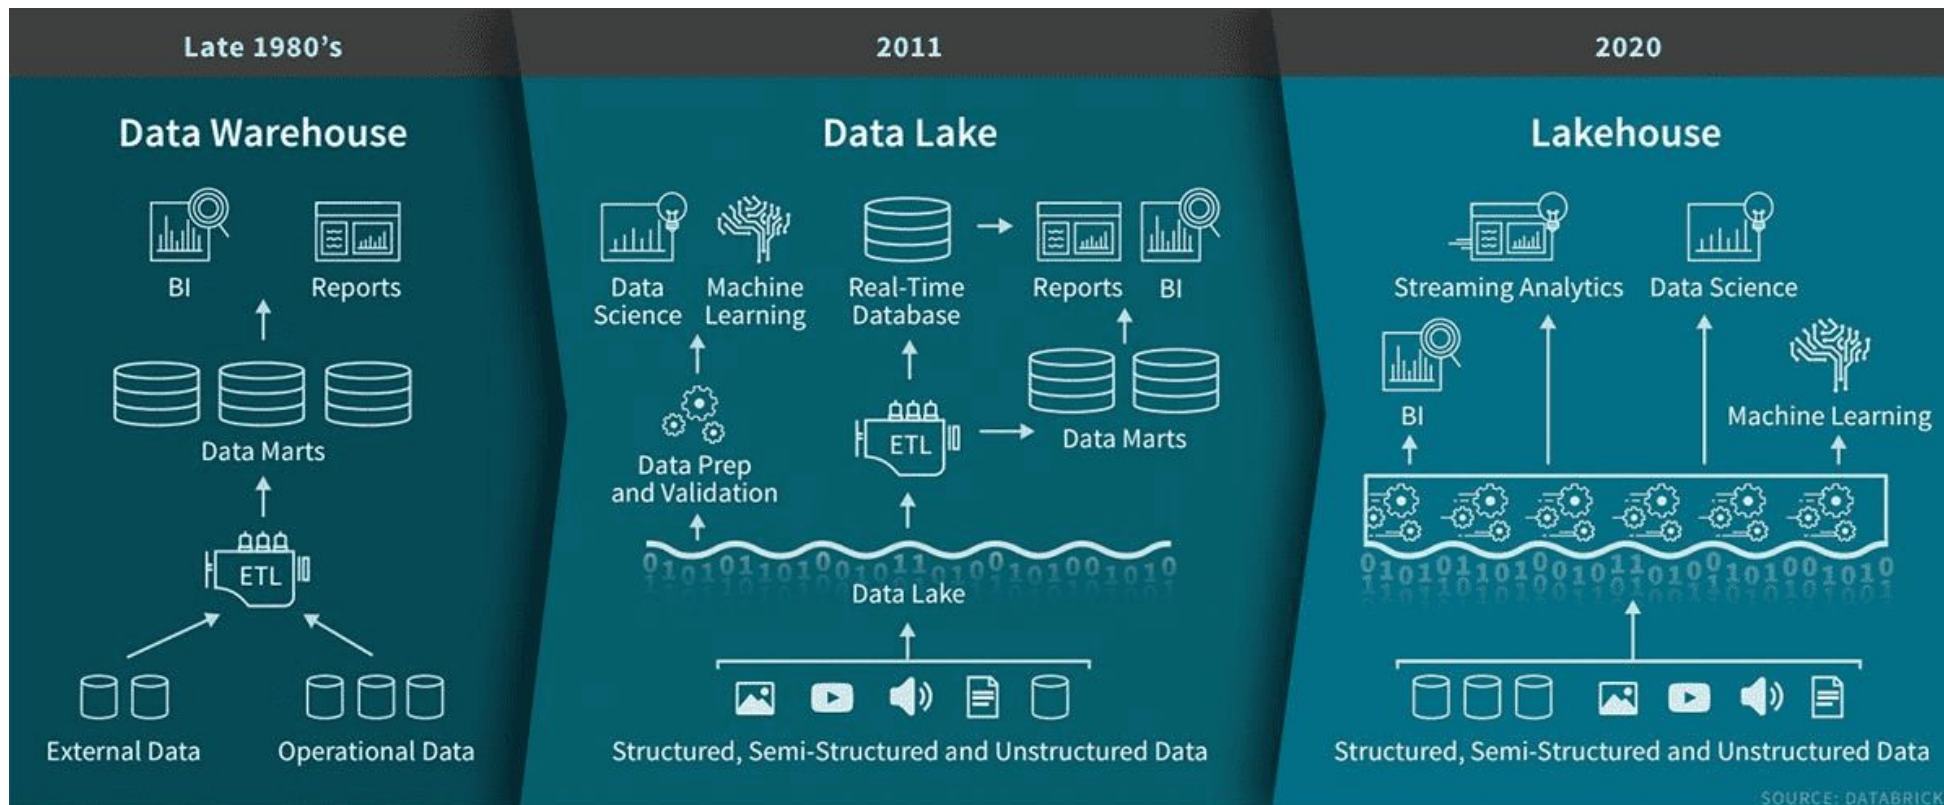 Late 1980's
Data Warehouse
BI
Reports
Data Marts
ETL
External Data
Operational Data
2011
Data Lake
Data
Science
Machine
Learning
Real-Time
Database
Reports
BI
Data Prep
and Validation
ETL
Data Marts
0101011010001011010001010010100
Data Lake
Structured, Semi-Structured and Unstructured Data
2020
Lakehouse
Streaming Analytics
Data Science
BI
Machine Learning
Structured, Semi-Structured and Unstructured Data
SOURCE: DATABRICK